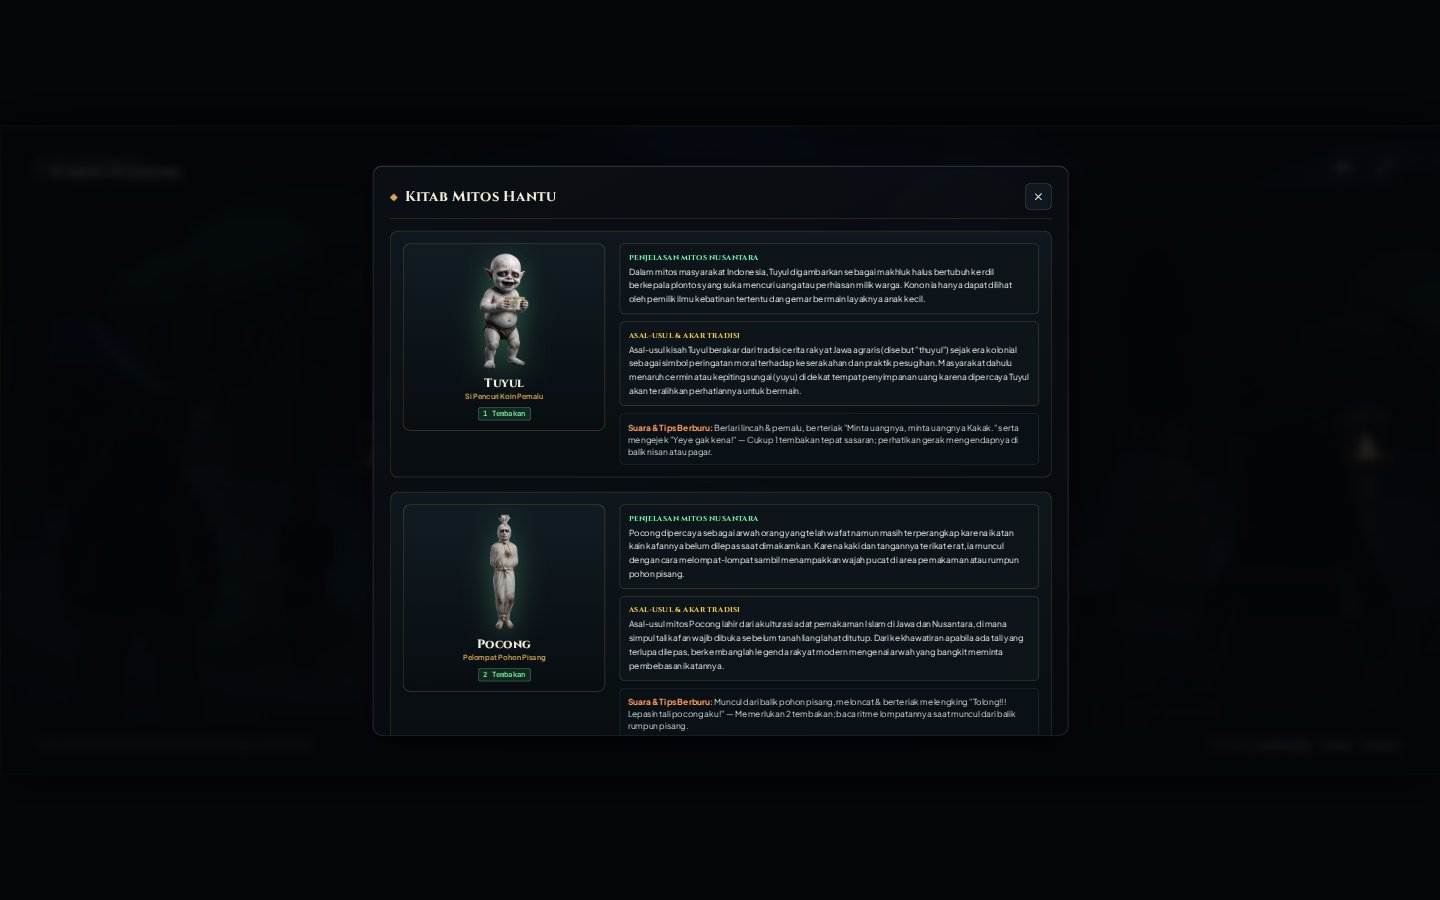 KITAB MITOS HANTU
TUYUL
Si Pencuri Koin Pemalu
1 Tembakan
PENJELASAN MITOS NUSANTARA
Dalam mitos masyarakat Indonesia, Tuyul digambarkan sebagai makhluk halus bertubuh kerdil
berkepala plontos yang suka mencuri uang atau perhiasan milik warga. Konon ia hanya dapat dilihat
oleh pemilik ilmu kebatinan tertentu dan gemar bermain layaknya anak kecil.
ASAL-USUL & AKAR TRADISI
Asal-usul kisah Tuyul berakar dari tradisi cerita rakyat Jawa agraris (disebut "thuyul") sejak era kolonial
sebagai simbol peringatan moral terhadap keserakahan dan praktik pesugihan. Masyarakat dahulu
menaruh cermin atau kepiting sungai (yuyu) di dekat tempat penyimpanan uang karena dipercaya Tuyul
akan teralihkan perhatiannya untuk bermain.
Suara & Tips Berburu: Berlari lincah & pemalu, berteriak "Minta uangnya, minta uangnya Kakak." serta
mengejek "Yeye gak kena!" — Cukup 1 tembakan tepat sasaran; perhatikan gerak mengendapnya di
balik nisan atau pagar.
POCONG
Pelompat Pohon Pisang
2 Tembakan
PENJELASAN MITOS NUSANTARA
Pocong dipercaya sebagai arwah orang yang telah wafat namun masih terperangkap karena ikatan
kain kafannya belum dilepas saat dimakamkan. Karena kaki dan tangannya terikat erat, ia muncul
dengan cara melompat-lompat sambil menampakkan wajah pucat di area pemakaman atau rumpun
pohon pisang.
ASAL-USUL & AKAR TRADISI
Asal-usul mitos Pocong lahir dari akulturasi adat pemakaman Islam di Jawa dan Nusantara, di mana
simpul tali kafan wajib dibuka sebelum tanah liang lahat ditutup. Dari kekhawatiran apabila ada tali yang
terlupa dilepas, berkembanglah legenda rakyat modern mengenai arwah yang bangkit meminta
pembebasan ikatannya.
Suara & Tips Berburu: Muncul dari balik pohon pisang, meloncat & berteriak melengking "Tolong!!!
Lepasin tali pocong aku!" — Memerlukan 2 tembakan; baca ritme lompatannya saat muncul dari balik
rumpun pisang.